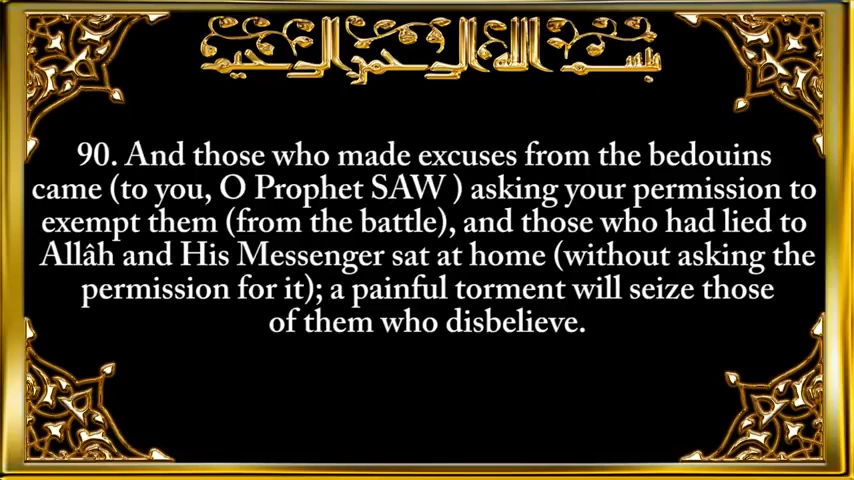 بسم الله الرحمن الرحيم
90. And those who made excuses from the bedouins
came (to you, O Prophet SAW ) asking your permission to
exempt them (from the battle), and those who had lied to
Allâh and His Messenger sat at home (without asking the
permission for it); a painful torment will seize those
of them who disbelieve.